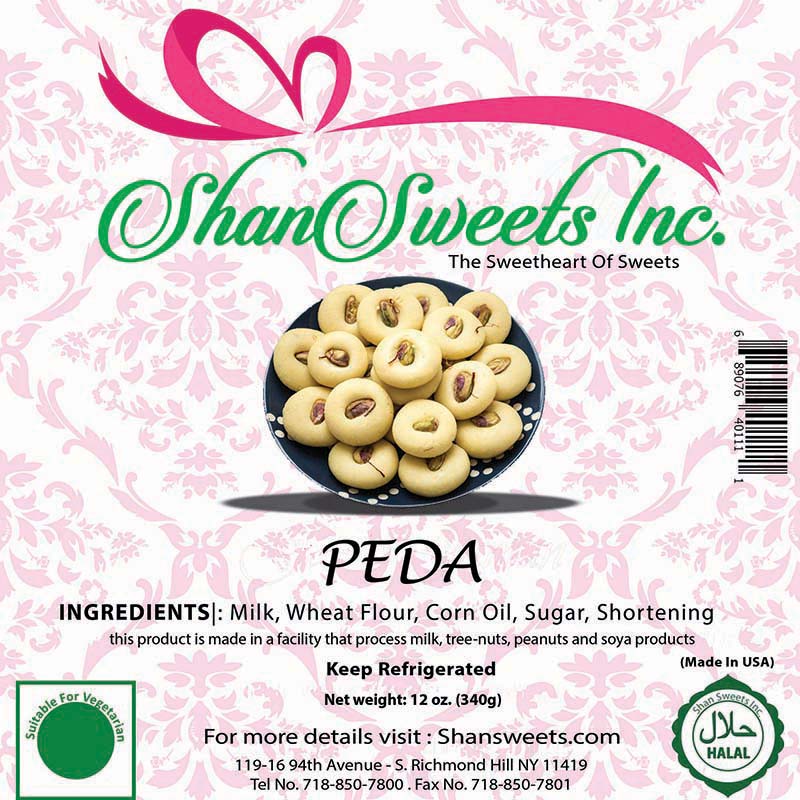 ShanSweets Inc.
The Sweetheart Of Sweets
6 89076 40111 1
PEDA
INGREDIENTS|: Milk, Wheat Flour, Corn Oil, Sugar, Shortening
this product is made in a facility that process milk, tree-nuts, peanuts and soya products
Keep Refrigerated
(Made In USA)
Net weight: 12 oz. (340g)
Suitable For Vegetarian
Shan Sweets Inc.
حلال
HALAL
For more details visit : Shansweets.com
119-16 94th Avenue - S. Richmond Hill NY 11419
Tel No. 718-850-7800 . Fax No. 718-850-7801